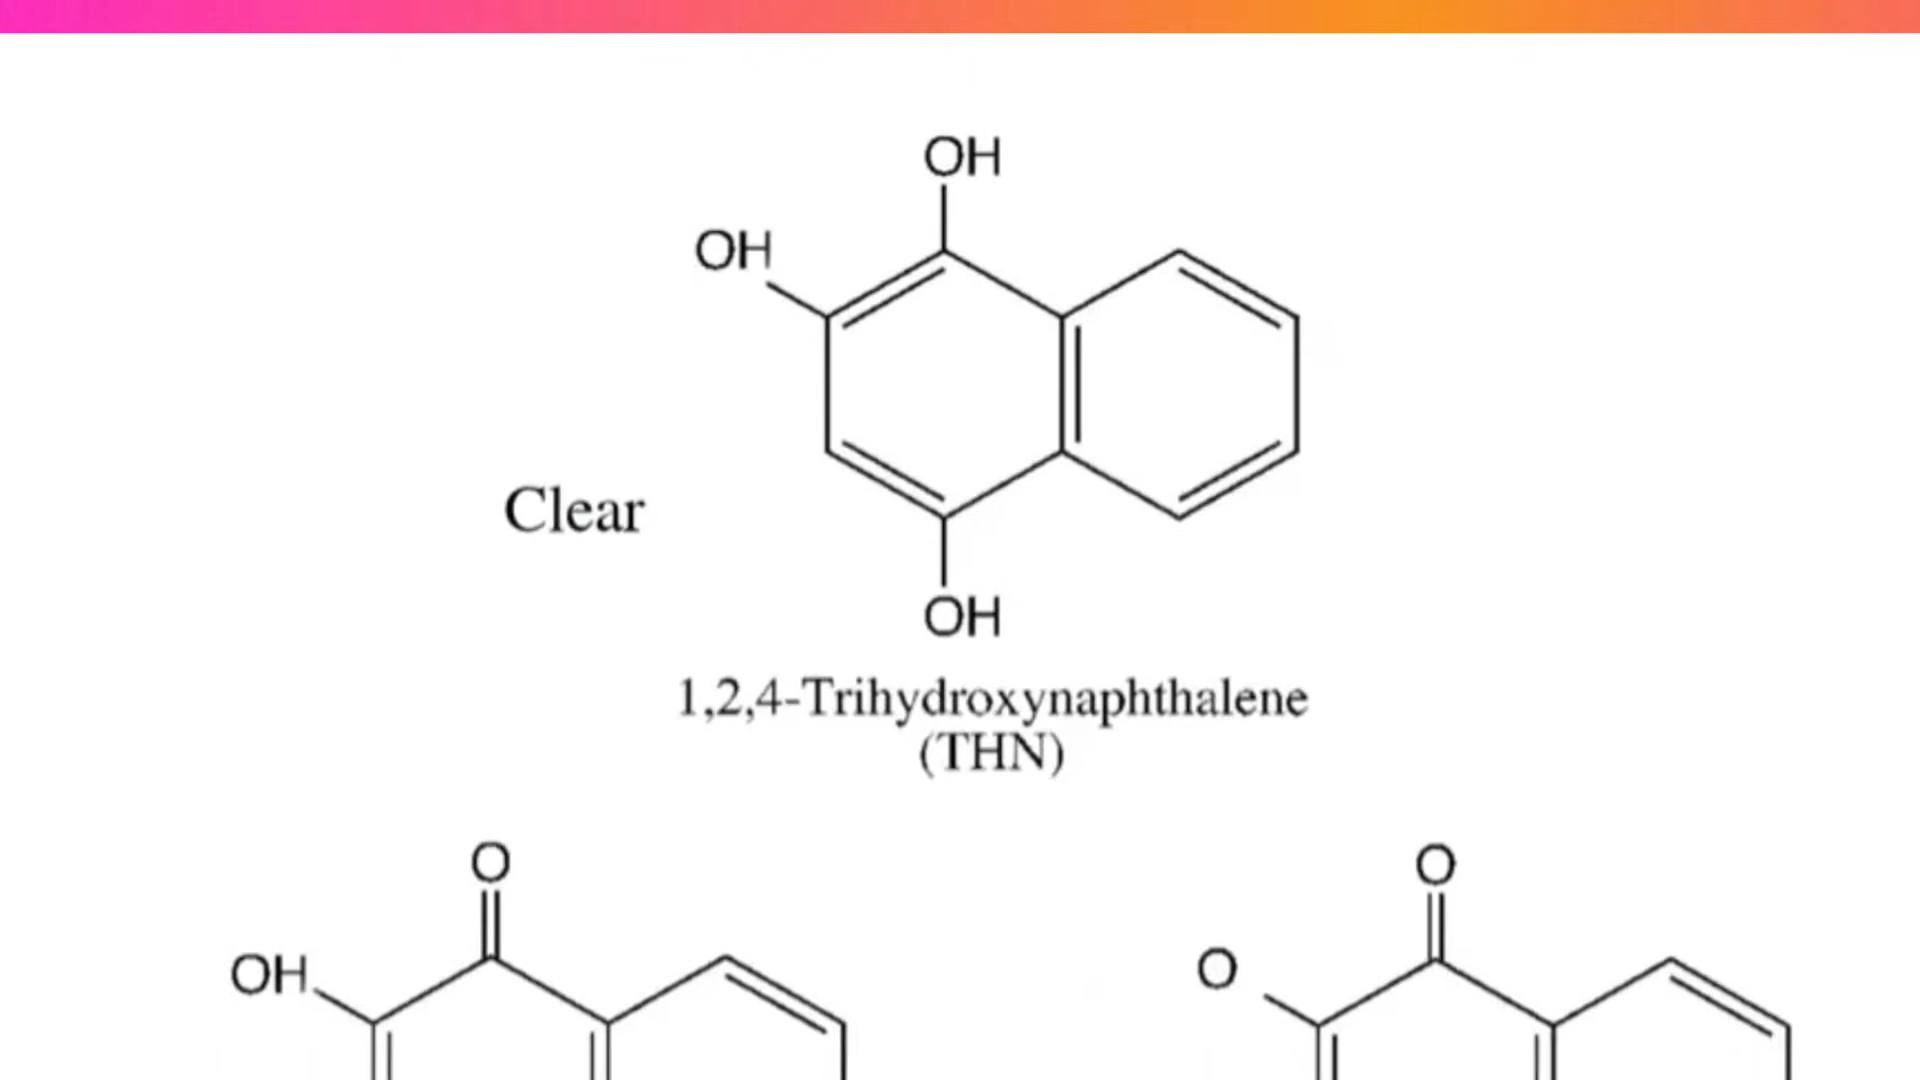 OH
OH
Clear
OH
1,2,4-Trihydroxynaphthalene
(THN)
O
O
OH
O